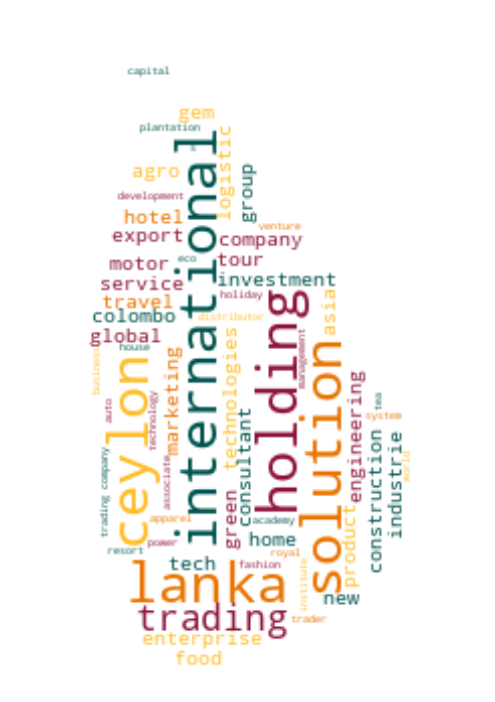 capital
gem
plantation
international
logistic
agro
group
development
hotel
venture
export
company
motor
eco
tour
service
investment
travel
holiday
holding
asia
colombo
distributor
global
house
business
ceylon
marketing
technologies
management
solution
auto
technology
consultant
engineering
tea
system
trading company
associate
green
construction
industrie
world
product
apparel
academy
power
home
resort
royal
tech
fashion
institute
lanka
new
trading
trader
enterprise
food